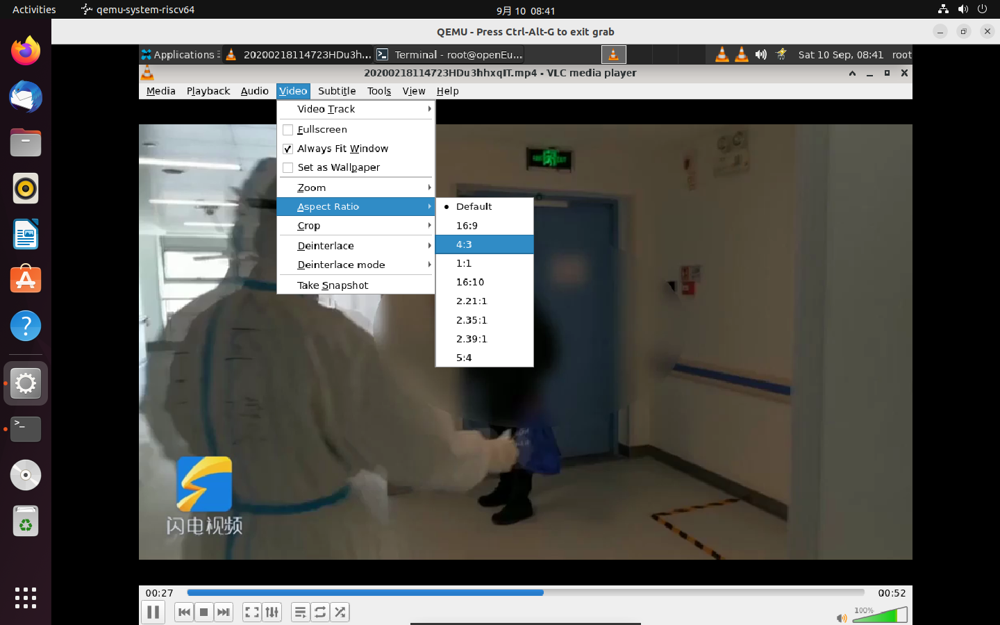 Activities
qemu-system-riscv64
9月 10 08:41
QEMU - Press Ctrl-Alt-G to exit grab
Applications
20200218114723HDu3h...
Terminal - root@openEu...
Sat 10 Sep, 08:41
root
20200218114723HDu3hhxqIT.mp4 - VLC media player
Media
Playback
Audio
Video
Subtitle
Tools
View
Help
Video Track
Fullscreen
Always Fit Window
Set as Wallpaper
Zoom
Aspect Ratio
Crop
Deinterlace
Deinterlace mode
Take Snapshot
Default
16:9
4:3
1:1
16:10
2.21:1
2.35:1
2.39:1
5:4
闪电视频
00:27
00:52
100%